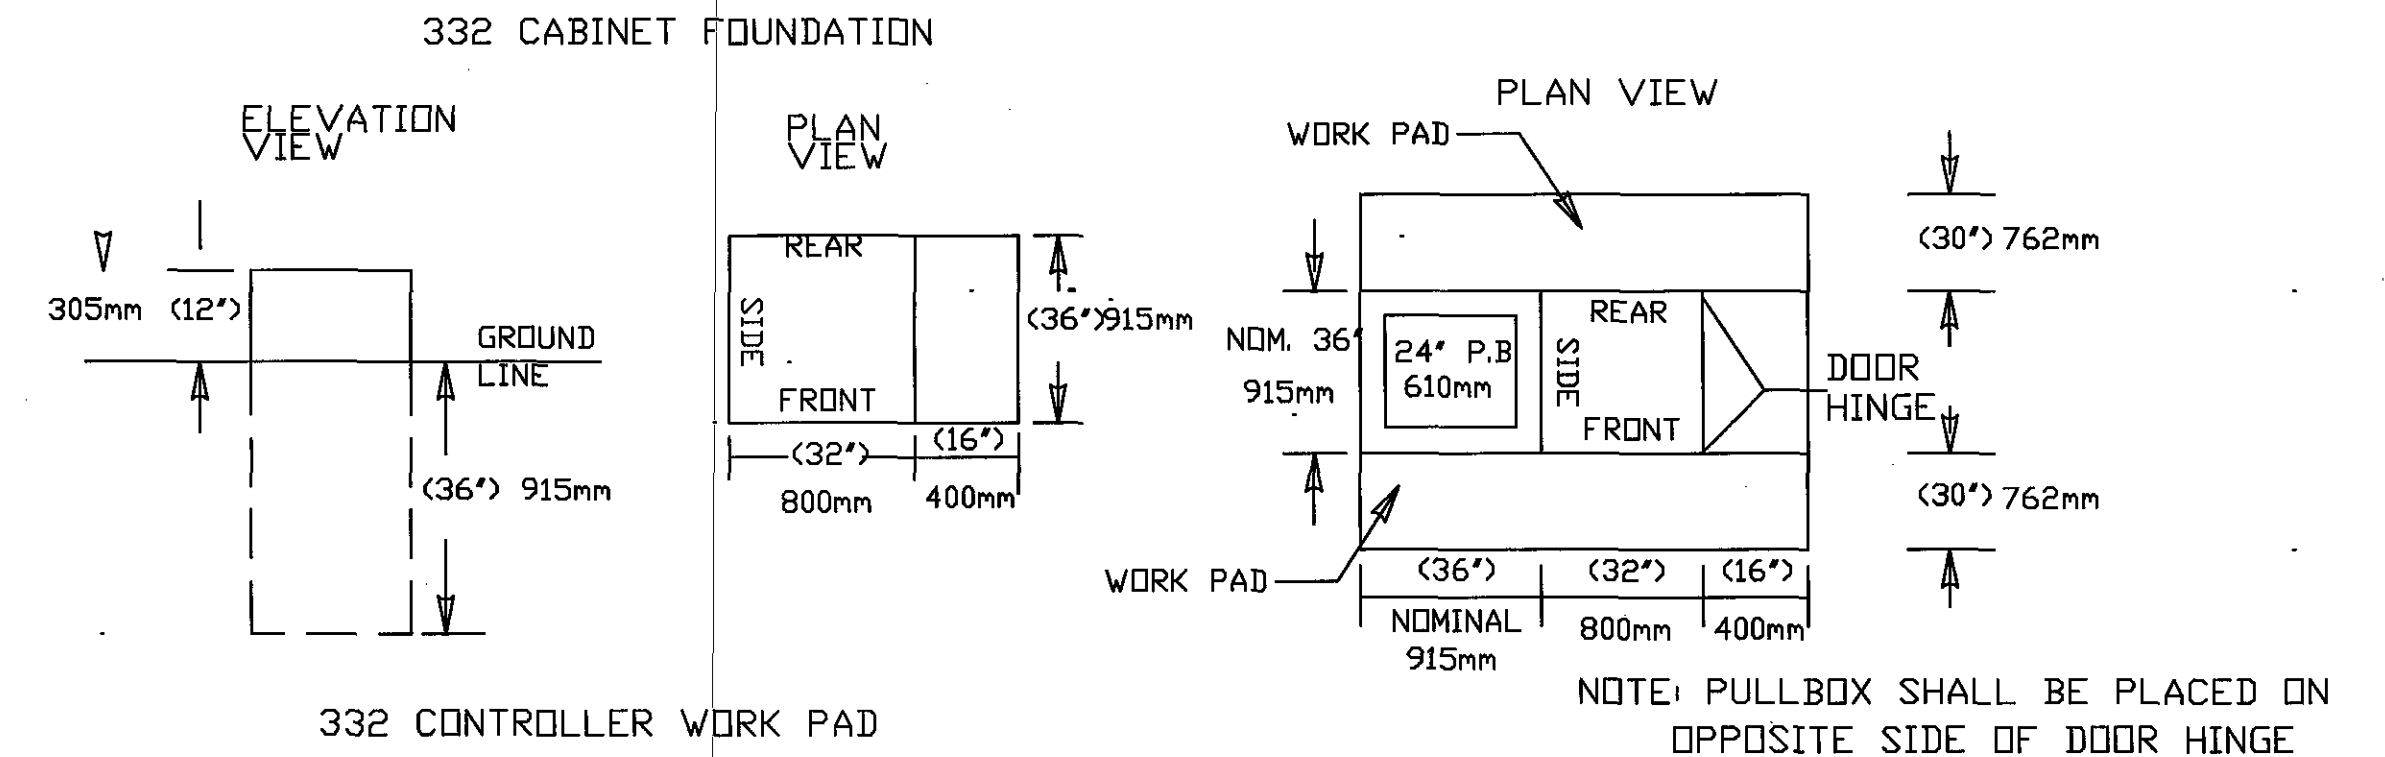 332 CABINET FOUNDATION
ELEVATION
VIEW
305mm (12")
GROUND
LINE
(36") 915mm
PLAN
VIEW
REAR
SIDE
FRONT
(36")915mm
(32")
(16")
800mm
400mm
332 CONTROLLER WORK PAD
PLAN VIEW
WORK PAD
(30") 762mm
NOM. 36"
915mm
24" P.B
610mm
REAR
SIDE
FRONT
DOOR
HINGE
(30") 762mm
WORK PAD
(36")
(32")
(16")
NOMINAL
915mm
800mm
400mm
NOTE: PULLBOX SHALL BE PLACED ON
OPPOSITE SIDE OF DOOR HINGE